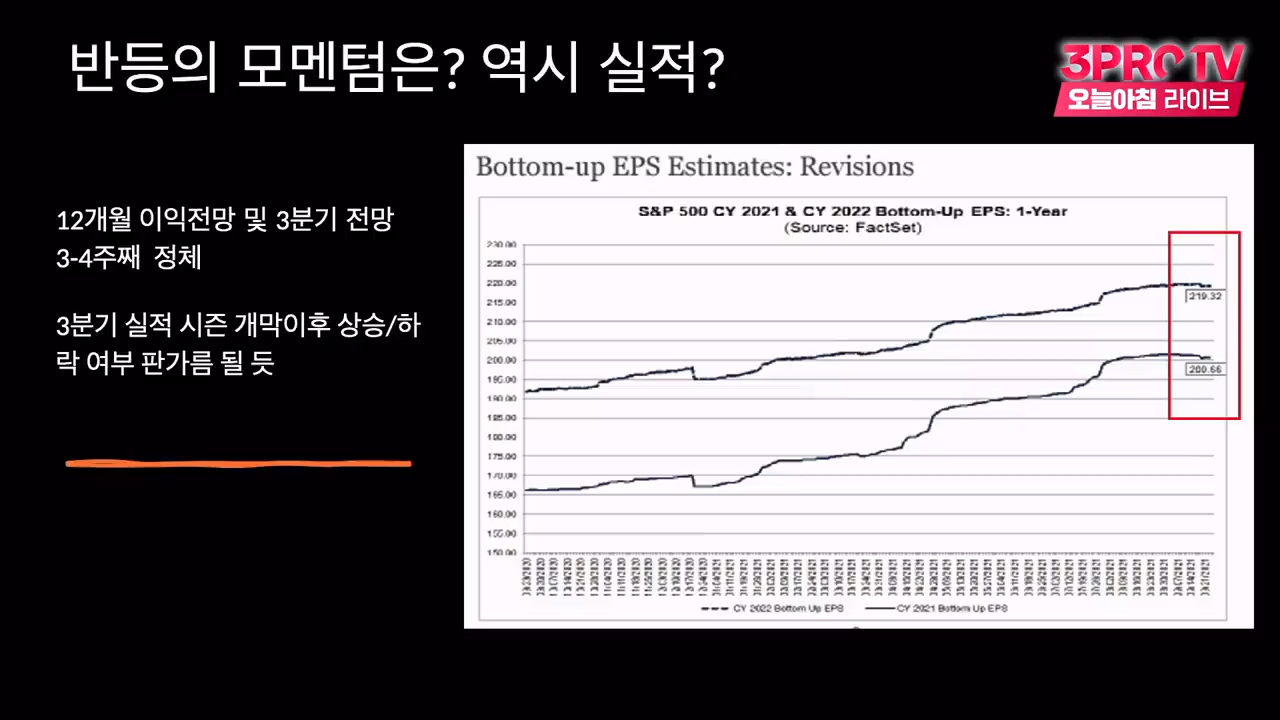 반등의 모멘텀은? 역시 실적?
3PRO TV
오늘아침 라이브
12개월 이익전망 및 3분기 전망
3-4주째 정체
3분기 실적 시즌 개막이후 상승/하
락 여부 판가름 될 듯
Bottom-up EPS Estimates: Revisions
S&P 500 CY 2021 & CY 2022 Bottom-Up EPS: 1-Year
(Source: FactSet)
230.00
225.00
220.00
215.00
210.00
205.00
200.00
195.00
190.00
185.00
180.00
175.00
170.00
165.00
160.00
155.00
150.00
219.32
200.66
CY 2022 Bottom Up EPS
CY 2021 Bottom Up EPS